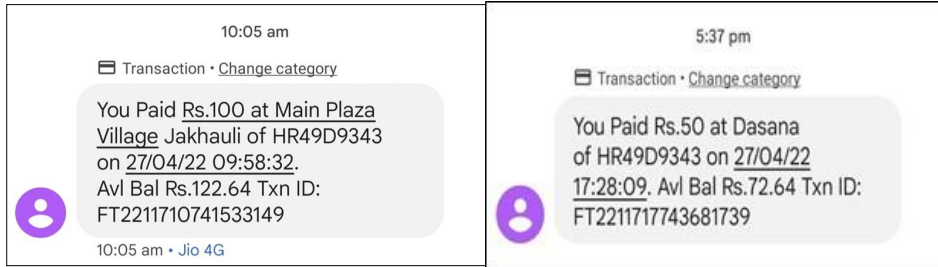 10:05 am
Transaction • Change category
You Paid Rs.100 at Main Plaza
Village Jakhauli of HR49D9343
on 27/04/22 09:58:32.
Avl Bal Rs.122.64 Txn ID:
FT2211710741533149
10:05 am • Jio 4G
5:37 pm
Transaction • Change category
You Paid Rs.50 at Dasana
of HR49D9343 on 27/04/22
17:28:09. Avl Bal Rs.72.64 Txn ID:
FT2211717743681739